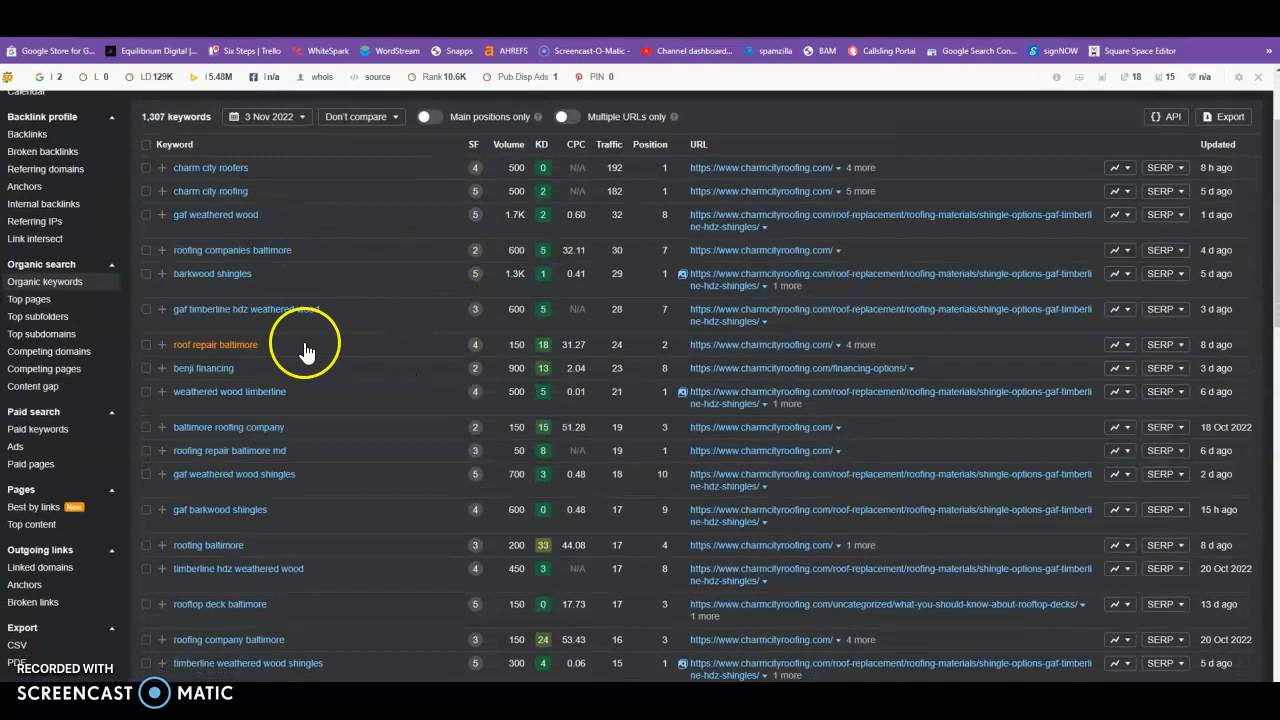 Google Store for G... Equilibrium Digital |... Six Steps | Trello WhiteSpark WordStream Snapps AHREFS Screencast-O-Matic -... Channel dashboard... spamzilla BAM Callsling Portal Google Search Con... signNOW Square Space Editor »
I 2 L 0 LD 129K I 5.48M I n/a whois source Rank 10.6K Pub Disp Ads 1 PIN 0 18 15 n/a
Calendar
Backlink profile
Backlinks
Broken backlinks
Referring domains
Anchors
Internal backlinks
Referring IPs
Link intersect
Organic search
Organic keywords
Top pages
Top subfolders
Top subdomains
Competing domains
Competing pages
Content gap
Paid search
Paid keywords
Ads
Paid pages
Pages
Best by links New
Top content
Outgoing links
Linked domains
Anchors
Broken links
Export
CSV
PDF
1,307 keywords 3 Nov 2022 Don't compare Main positions only Multiple URLs only {} API Export
Keyword SF Volume KD CPC Traffic Position URL Updated
charm city roofers 4 500 0 N/A 192 1 https://www.charmcityroofing.com/ 4 more SERP 8 h ago
charm city roofing 5 500 2 N/A 182 1 https://www.charmcityroofing.com/ 5 more SERP 5 d ago
gaf weathered wood 5 1.7K 2 0.60 32 8 https://www.charmcityroofing.com/roof-replacement/roofing-materials/shingle-options-gaf-timberli SERP 1 d ago
ne-hdz-shingles/
roofing companies baltimore 2 600 5 32.11 30 7 https://www.charmcityroofing.com/ SERP 4 d ago
barkwood shingles 5 1.3K 1 0.41 29 1 https://www.charmcityroofing.com/roof-replacement/roofing-materials/shingle-options-gaf-timberli SERP 5 d ago
ne-hdz-shingles/ 1 more
gaf timberline hdz weathered wood 3 600 5 N/A 28 7 https://www.charmcityroofing.com/roof-replacement/roofing-materials/shingle-options-gaf-timberli SERP 3 d ago
ne-hdz-shingles/
roof repair baltimore 4 150 18 31.27 24 2 https://www.charmcityroofing.com/ 4 more SERP 8 d ago
benji financing 2 900 13 2.04 23 8 https://www.charmcityroofing.com/financing-options/ SERP 3 d ago
weathered wood timberline 4 500 5 0.01 21 1 https://www.charmcityroofing.com/roof-replacement/roofing-materials/shingle-options-gaf-timberli SERP 6 d ago
ne-hdz-shingles/ 1 more
baltimore roofing company 2 150 15 51.28 19 3 https://www.charmcityroofing.com/ SERP 18 Oct 2022
roofing repair baltimore md 3 50 8 N/A 19 1 https://www.charmcityroofing.com/ SERP 6 d ago
gaf weathered wood shingles 5 700 3 0.48 18 10 https://www.charmcityroofing.com/roof-replacement/roofing-materials/shingle-options-gaf-timberli SERP 2 d ago
ne-hdz-shingles/
gaf barkwood shingles 4 600 0 0.48 17 9 https://www.charmcityroofing.com/roof-replacement/roofing-materials/shingle-options-gaf-timberli SERP 15 h ago
ne-hdz-shingles/
roofing baltimore 3 200 33 44.08 17 4 https://www.charmcityroofing.com/ 1 more SERP 8 d ago
timberline hdz weathered wood 4 450 3 N/A 17 8 https://www.charmcityroofing.com/roof-replacement/roofing-materials/shingle-options-gaf-timberli SERP 20 Oct 2022
ne-hdz-shingles/
rooftop deck baltimore 5 150 0 17.73 17 3 https://www.charmcityroofing.com/uncategorized/what-you-should-know-about-rooftop-decks/ SERP 13 d ago
1 more
roofing company baltimore 3 150 24 53.43 16 3 https://www.charmcityroofing.com/ 4 more SERP 20 Oct 2022
timberline weathered wood shingles 5 300 4 0.06 15 1 https://www.charmcityroofing.com/roof-replacement/roofing-materials/shingle-options-gaf-timberli SERP 5 d ago
ne-hdz-shingles/ 1 more
RECORDED WITH
SCREENCAST MATIC